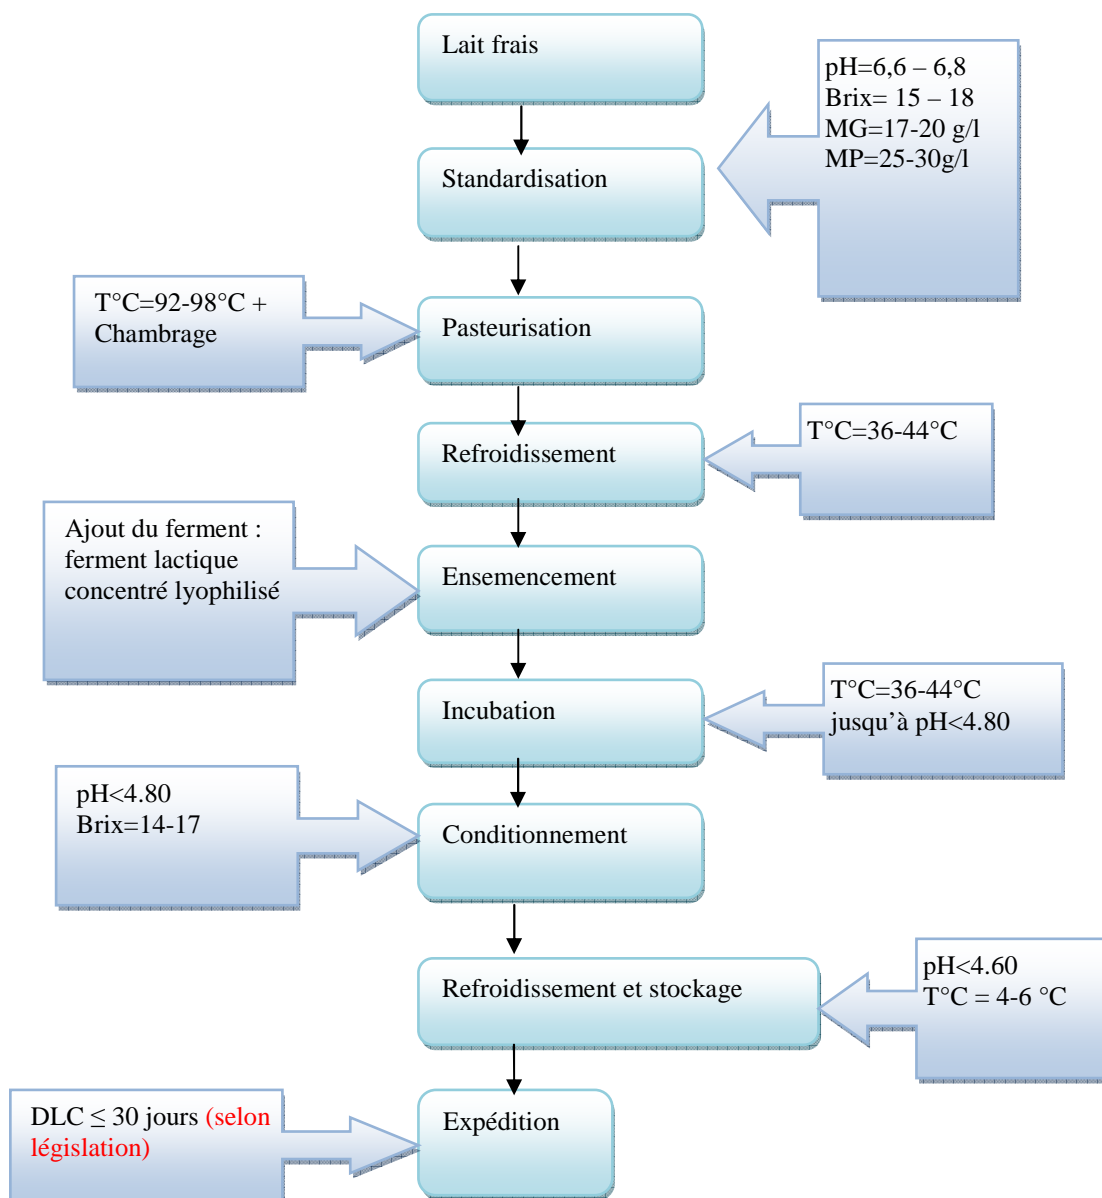 Lait frais
pH=6,6 – 6,8
Brix= 15 – 18
MG=17-20 g/l
MP=25-30g/l
Standardisation
T°C=92-98°C +
Chambrage
Pasteurisation
Refroidissement
T°C=36-44°C
Ajout du ferment :
ferment lactique
concentré lyophilisé
Ensemencement
Incubation
T°C=36-44°C
jusqu’à pH<4.80
pH<4.80
Brix=14-17
Conditionnement
Refroidissement et stockage
pH<4.60
T°C = 4-6 °C
DLC ≤ 30 jours (selon
législation)
Expédition